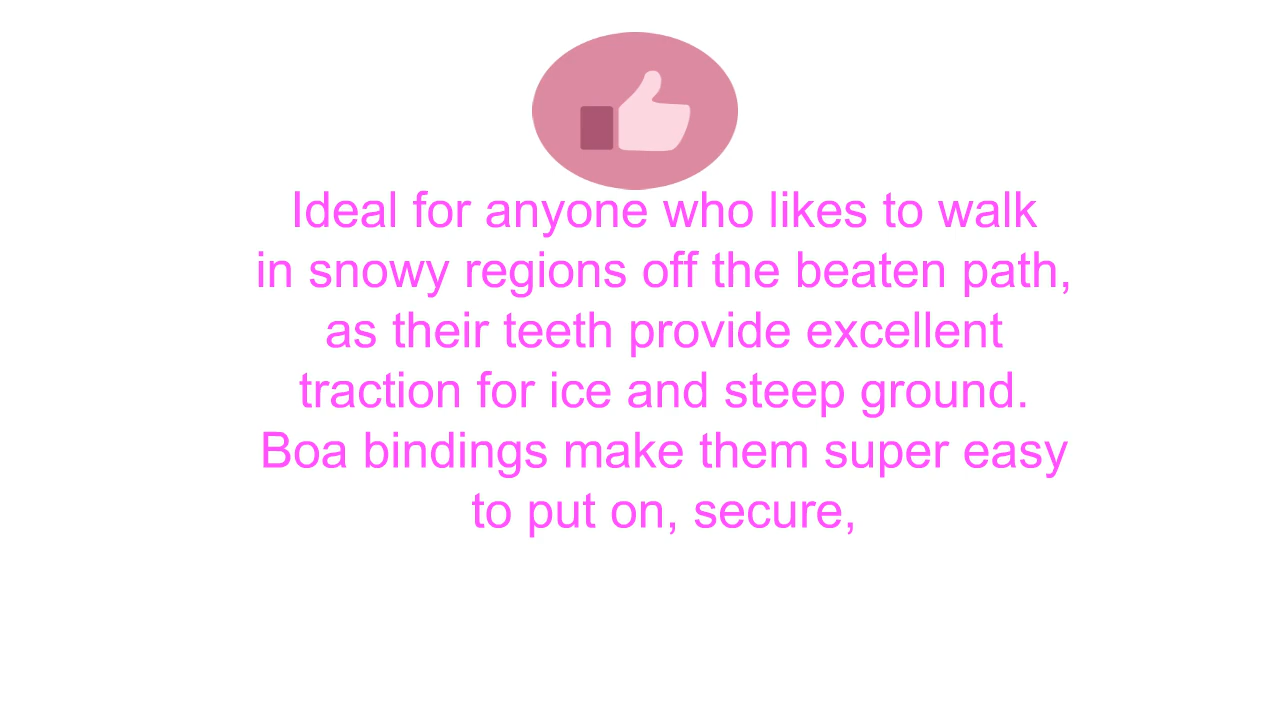 Ideal for anyone who likes to walk
in snowy regions off the beaten path,
as their teeth provide excellent
traction for ice and steep ground.
Boa bindings make them super easy
to put on, secure,